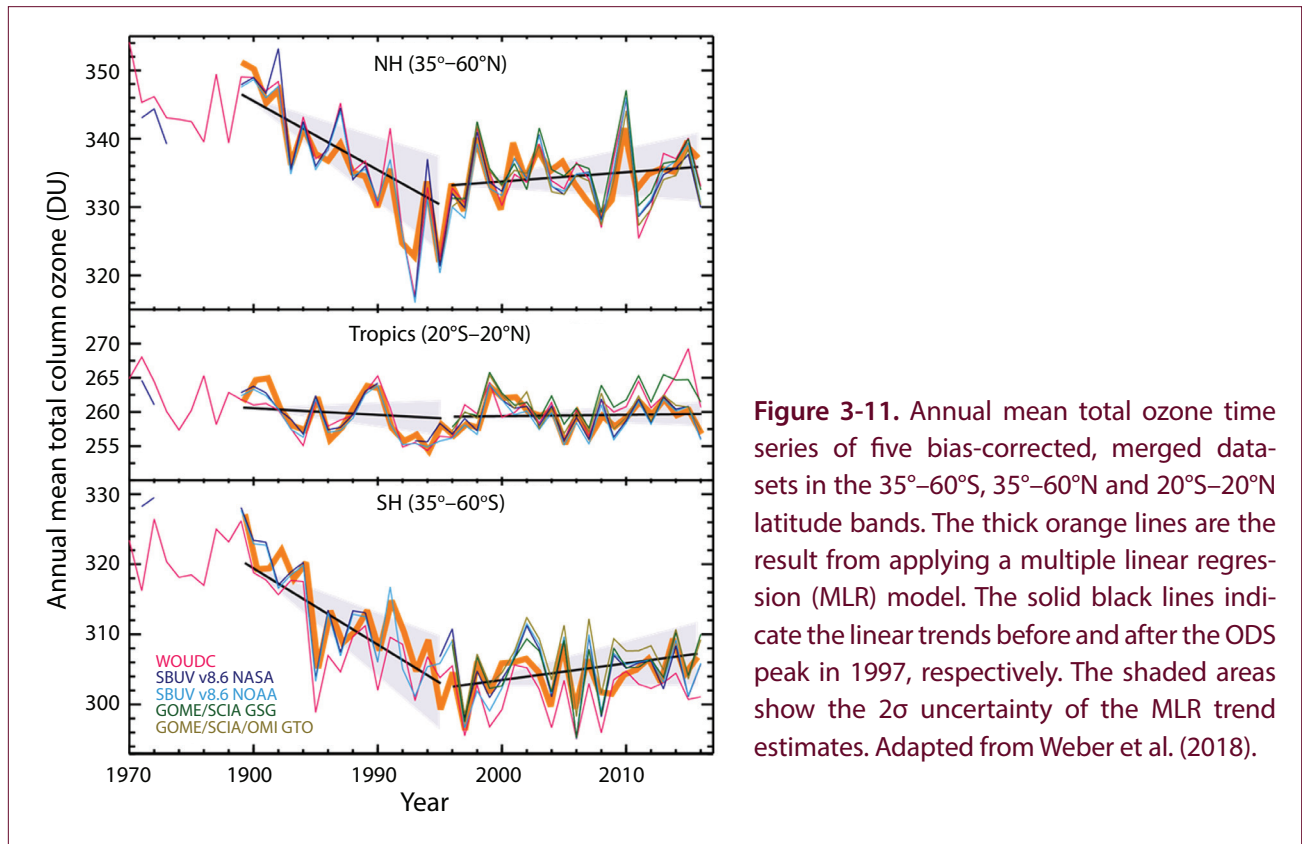 NH (35°–60°N)
350
340
330
320
Annual mean total column ozone (DU)
Tropics (20°S–20°N)
270
265
260
255
SH (35°–60°S)
330
320
310
300
WOUDC
SBUV v8.6 NASA
SBUV v8.6 NOAA
GOME/SCIA GSG
GOME/SCIA/OMI GTO
1970
1900
1990
2000
2010
Year
Figure 3-11. Annual mean total ozone time
series of five bias-corrected, merged data-
sets in the 35°–60°S, 35°–60°N and 20°S–20°N
latitude bands. The thick orange lines are the
result from applying a multiple linear regres-
sion (MLR) model. The solid black lines indi-
cate the linear trends before and after the ODS
peak in 1997, respectively. The shaded areas
show the 2σ uncertainty of the MLR trend
estimates. Adapted from Weber et al. (2018).